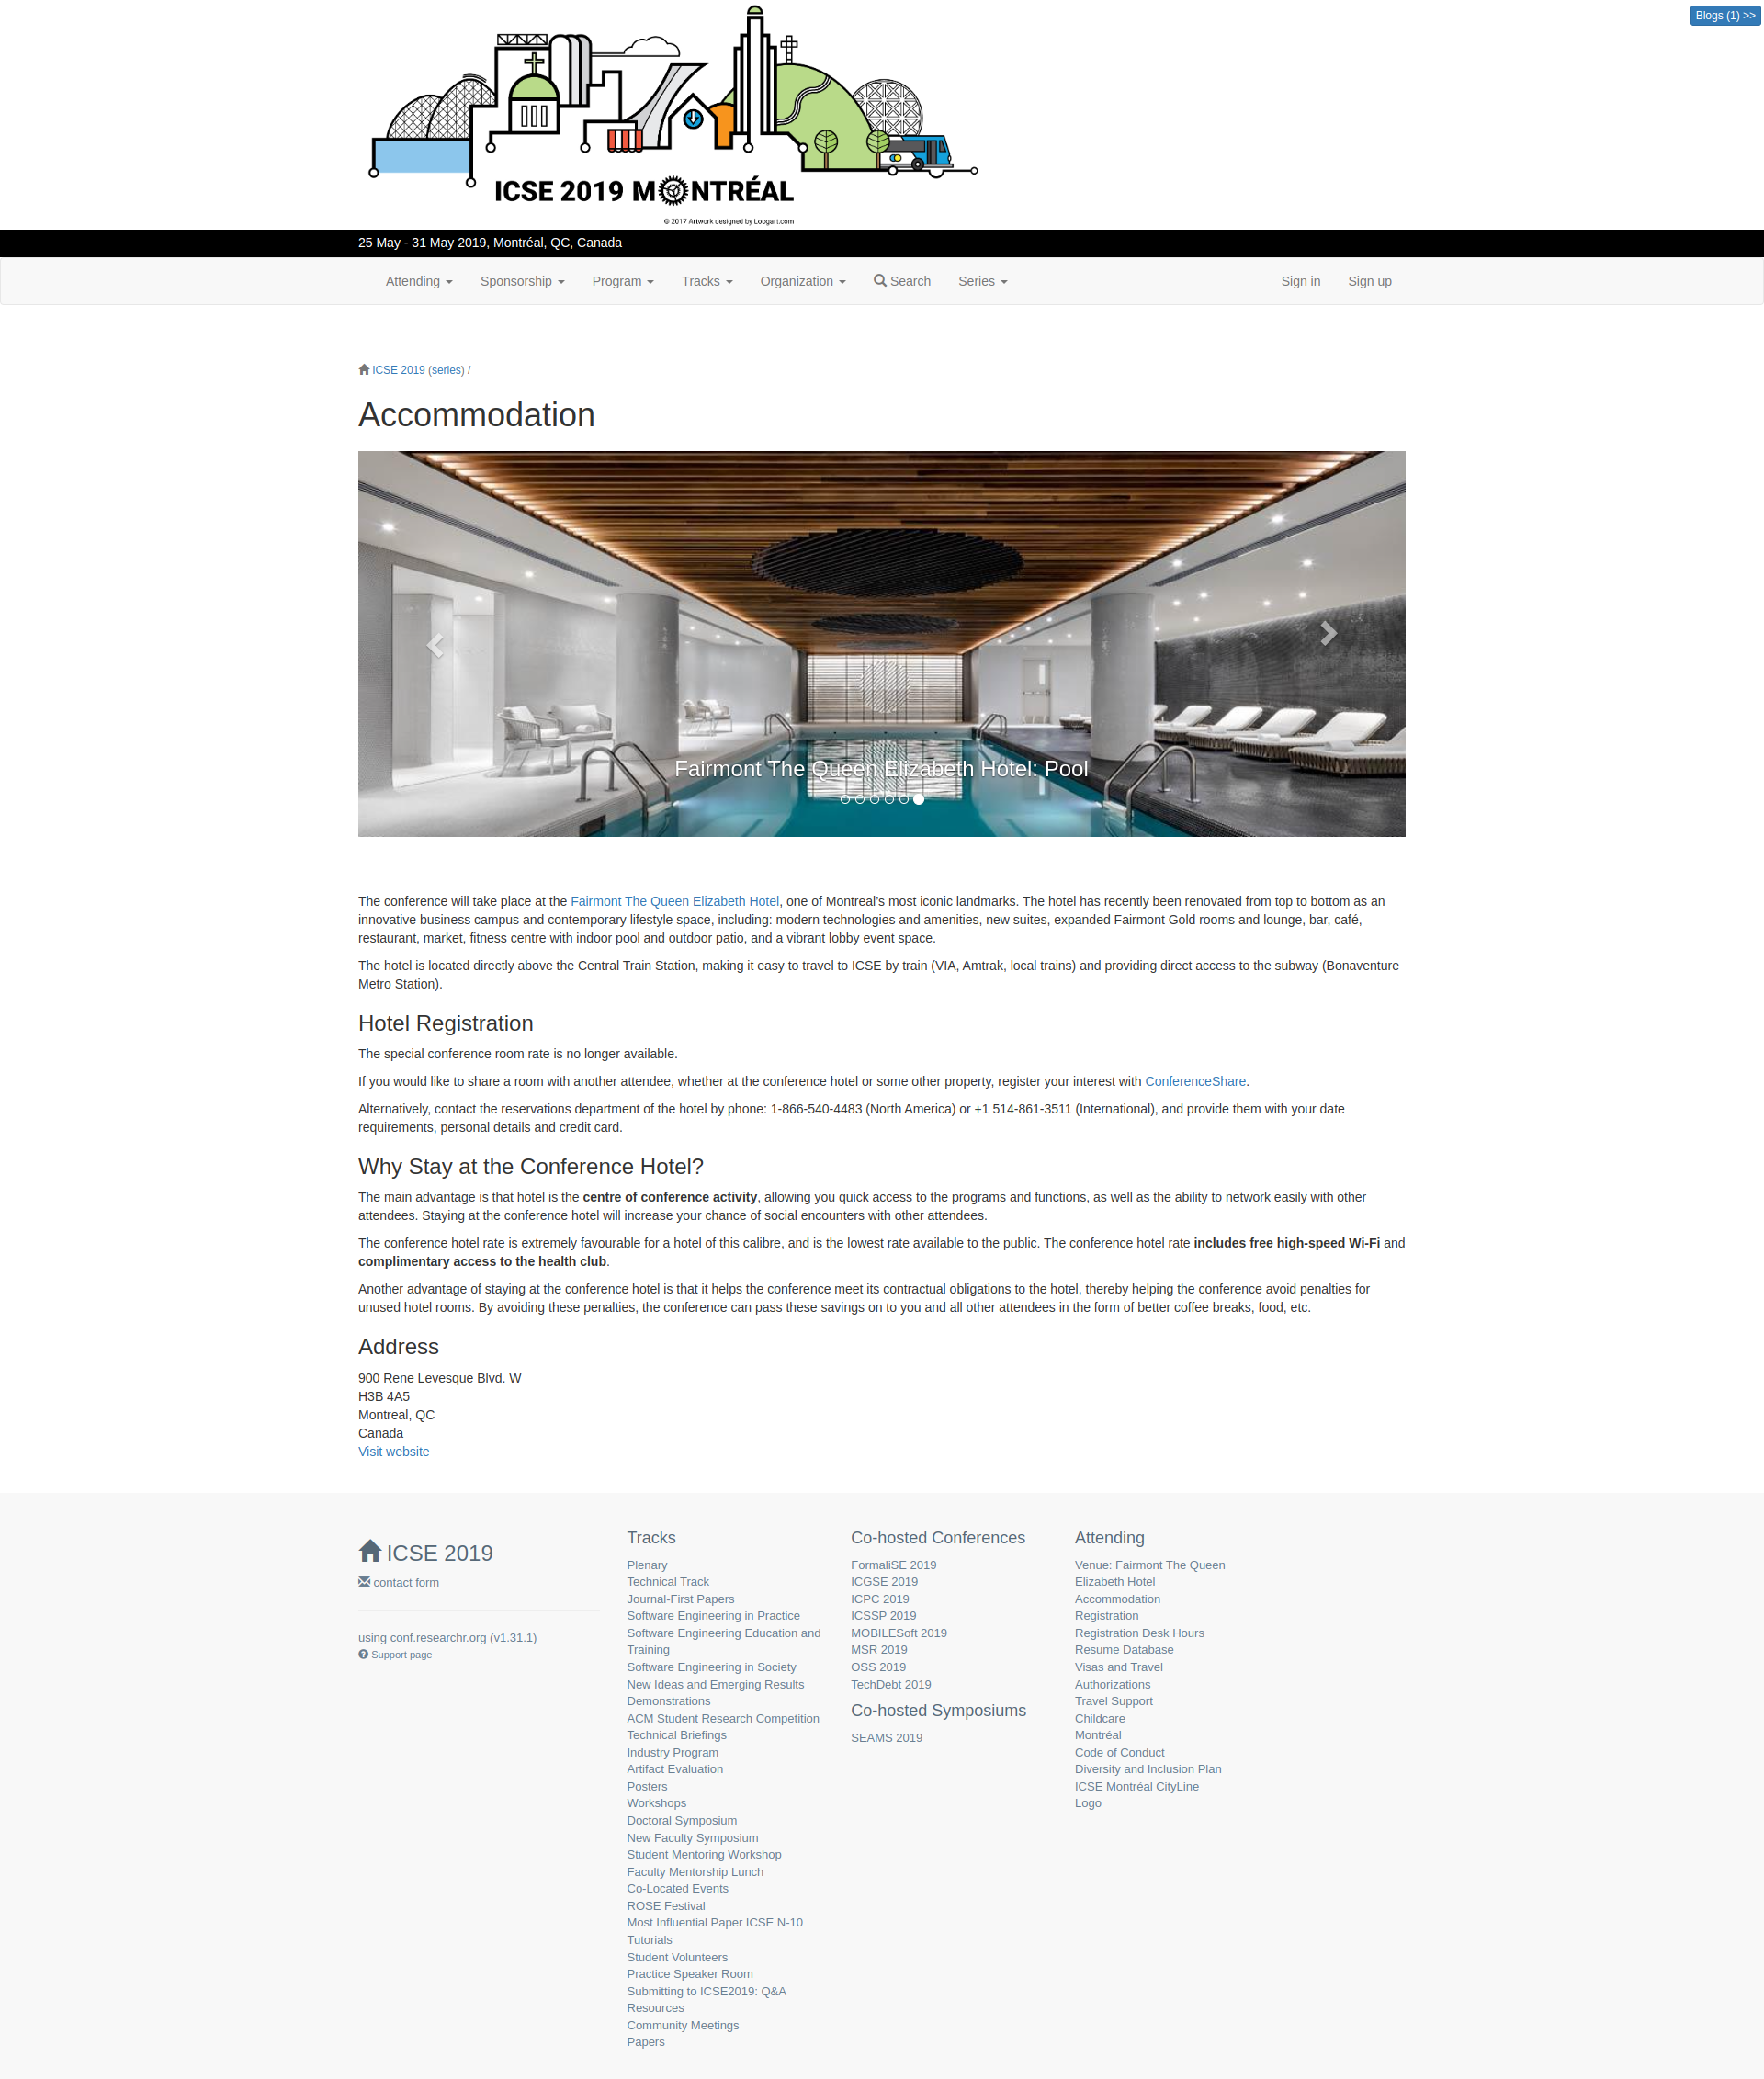 Blogs (1) >>
ICSE 2019 MONTRÉAL
© 2017 Artwork designed by Loogart.com
25 May - 31 May 2019, Montréal, QC, Canada
Attending Sponsorship Program Tracks Organization Search Series Sign in Sign up
ICSE 2019 (series) /
Accommodation
Fairmont The Queen Elizabeth Hotel: Pool
The conference will take place at the Fairmont The Queen Elizabeth Hotel, one of Montreal’s most iconic landmarks. The hotel has recently been renovated from top to bottom as an
innovative business campus and contemporary lifestyle space, including: modern technologies and amenities, new suites, expanded Fairmont Gold rooms and lounge, bar, café,
restaurant, market, fitness centre with indoor pool and outdoor patio, and a vibrant lobby event space.
The hotel is located directly above the Central Train Station, making it easy to travel to ICSE by train (VIA, Amtrak, local trains) and providing direct access to the subway (Bonaventure
Metro Station).
Hotel Registration
The special conference room rate is no longer available.
If you would like to share a room with another attendee, whether at the conference hotel or some other property, register your interest with ConferenceShare.
Alternatively, contact the reservations department of the hotel by phone: 1-866-540-4483 (North America) or +1 514-861-3511 (International), and provide them with your date
requirements, personal details and credit card.
Why Stay at the Conference Hotel?
The main advantage is that hotel is the centre of conference activity, allowing you quick access to the programs and functions, as well as the ability to network easily with other
attendees. Staying at the conference hotel will increase your chance of social encounters with other attendees.
The conference hotel rate is extremely favourable for a hotel of this calibre, and is the lowest rate available to the public. The conference hotel rate includes free high-speed Wi-Fi and
complimentary access to the health club.
Another advantage of staying at the conference hotel is that it helps the conference meet its contractual obligations to the hotel, thereby helping the conference avoid penalties for
unused hotel rooms. By avoiding these penalties, the conference can pass these savings on to you and all other attendees in the form of better coffee breaks, food, etc.
Address
900 Rene Levesque Blvd. W
H3B 4A5
Montreal, QC
Canada
Visit website
ICSE 2019
contact form
using conf.researchr.org (v1.31.1)
Support page
Tracks
Plenary
Technical Track
Journal-First Papers
Software Engineering in Practice
Software Engineering Education and
Training
Software Engineering in Society
New Ideas and Emerging Results
Demonstrations
ACM Student Research Competition
Technical Briefings
Industry Program
Artifact Evaluation
Posters
Workshops
Doctoral Symposium
New Faculty Symposium
Student Mentoring Workshop
Faculty Mentorship Lunch
Co-Located Events
ROSE Festival
Most Influential Paper ICSE N-10
Tutorials
Student Volunteers
Practice Speaker Room
Submitting to ICSE2019: Q&A
Resources
Community Meetings
Papers
Co-hosted Conferences
FormaliSE 2019
ICGSE 2019
ICPC 2019
ICSSP 2019
MOBILESoft 2019
MSR 2019
OSS 2019
TechDebt 2019
Co-hosted Symposiums
SEAMS 2019
Attending
Venue: Fairmont The Queen
Elizabeth Hotel
Accommodation
Registration
Registration Desk Hours
Resume Database
Visas and Travel
Authorizations
Travel Support
Childcare
Montréal
Code of Conduct
Diversity and Inclusion Plan
ICSE Montréal CityLine
Logo